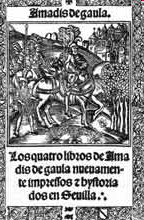 Amadis de gaula.
Los quatro libros de Ama
dis de gaula nueuamen-
te impressos z hystoria
dos en Seuilla